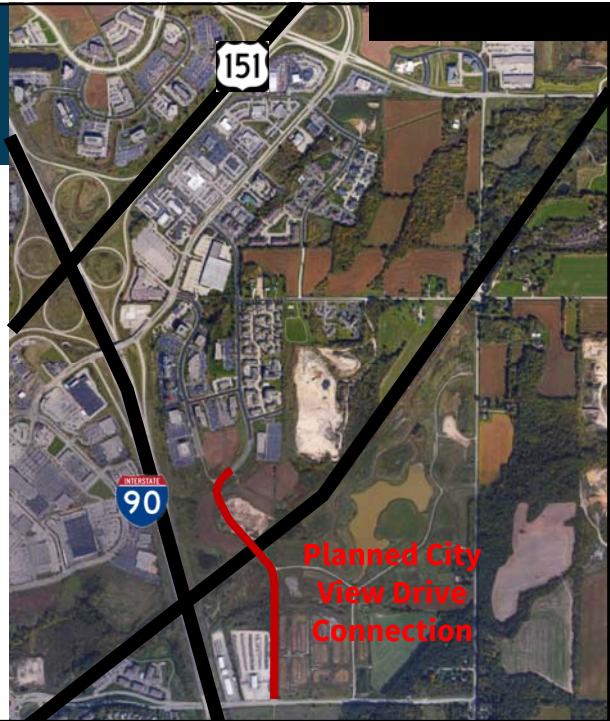 151
INTERSTATE
90
Planned City
View Drive
Connection